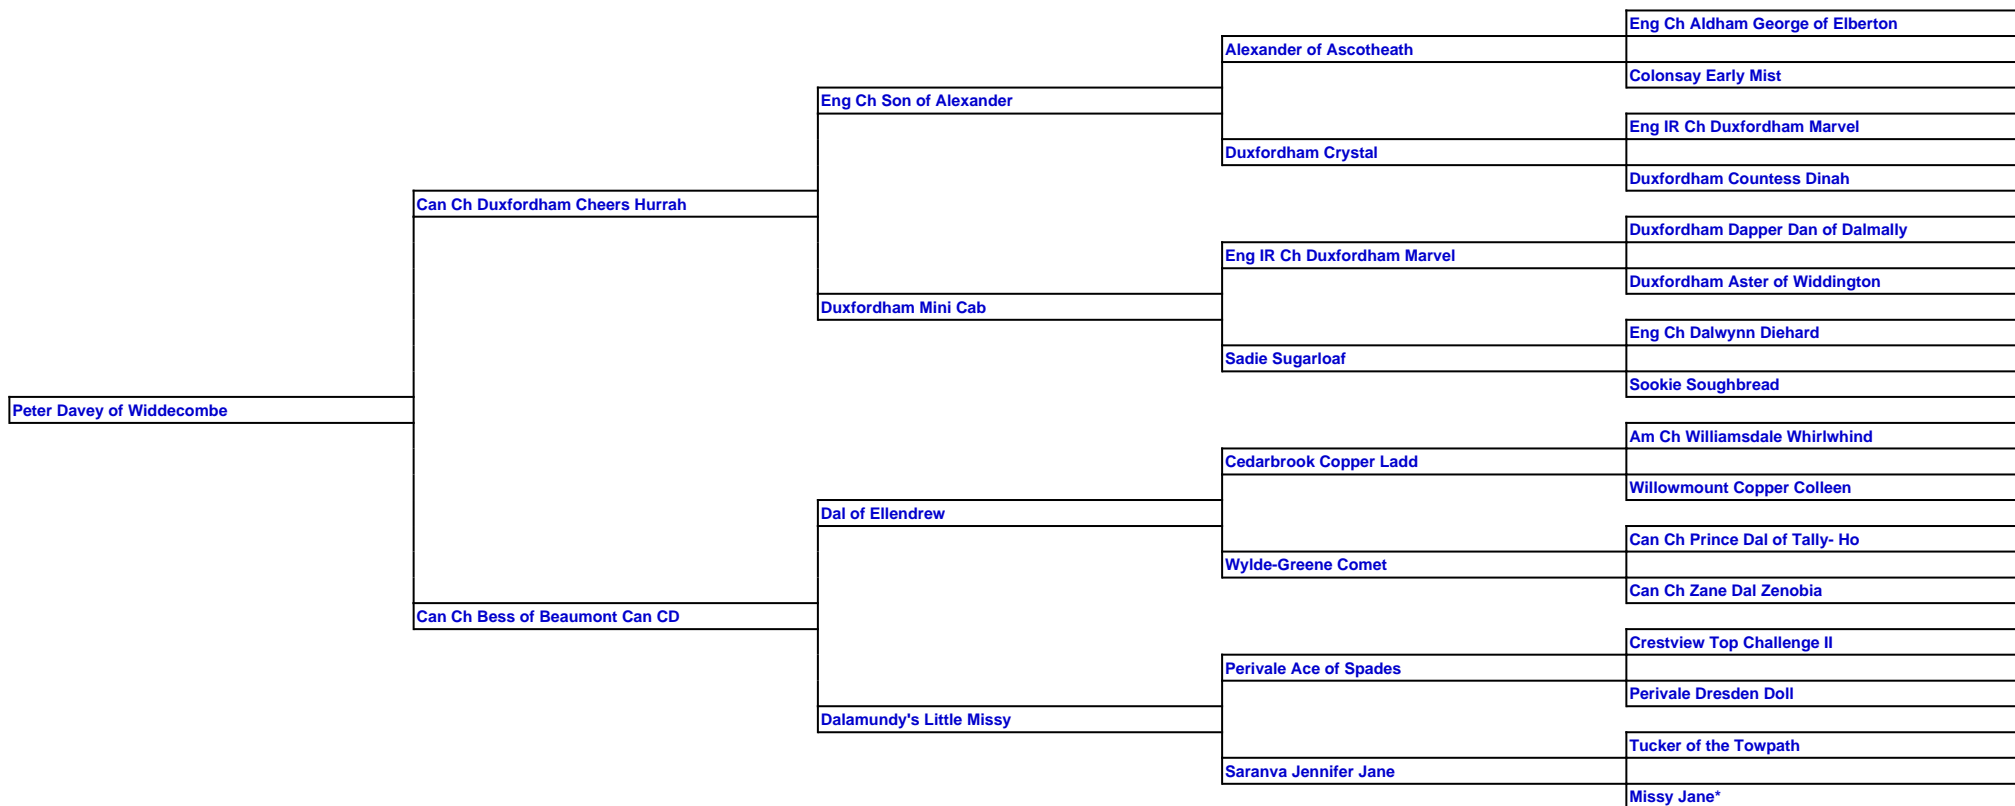 Eng Ch Aldham George of Elberton
Alexander of Ascotheath
Colonsay Early Mist
Eng Ch Son of Alexander
Eng IR Ch Duxfordham Marvel
Duxfordham Crystal
Duxfordham Countess Dinah
Can Ch Duxfordham Cheers Hurrah
Duxfordham Dapper Dan of Dalmally
Eng IR Ch Duxfordham Marvel
Duxfordham Aster of Widdington
Duxfordham Mini Cab
Eng Ch Dalwynn Diehard
Sadie Sugarloaf
Sookie Soughbread
Peter Davey of Widdecombe
Am Ch Williamsdale Whirlwhind
Cedarbrook Copper Ladd
Willowmount Copper Colleen
Dal of Ellendrew
Can Ch Prince Dal of Tally- Ho
Wylde-Greene Comet
Can Ch Zane Dal Zenobia
Can Ch Bess of Beaumont Can CD
Crestview Top Challenge II
Perivale Ace of Spades
Perivale Dresden Doll
Dalamundy's Little Missy
Tucker of the Towpath
Saranva Jennifer Jane
Missy Jane*